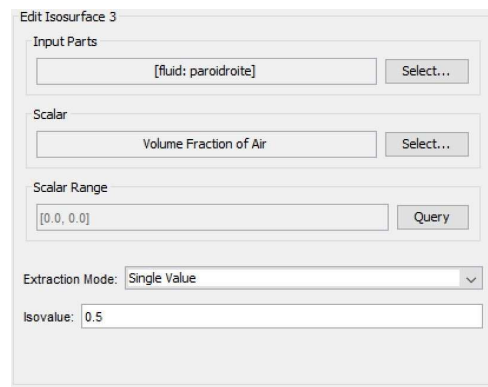 Edit Isosurface 3
Input Parts
[fluid: paroidroite]
Select...
Scalar
Volume Fraction of Air
Select...
Scalar Range
[0.0, 0.0]
Query
Extraction Mode: Single Value
Isovalue: 0.5